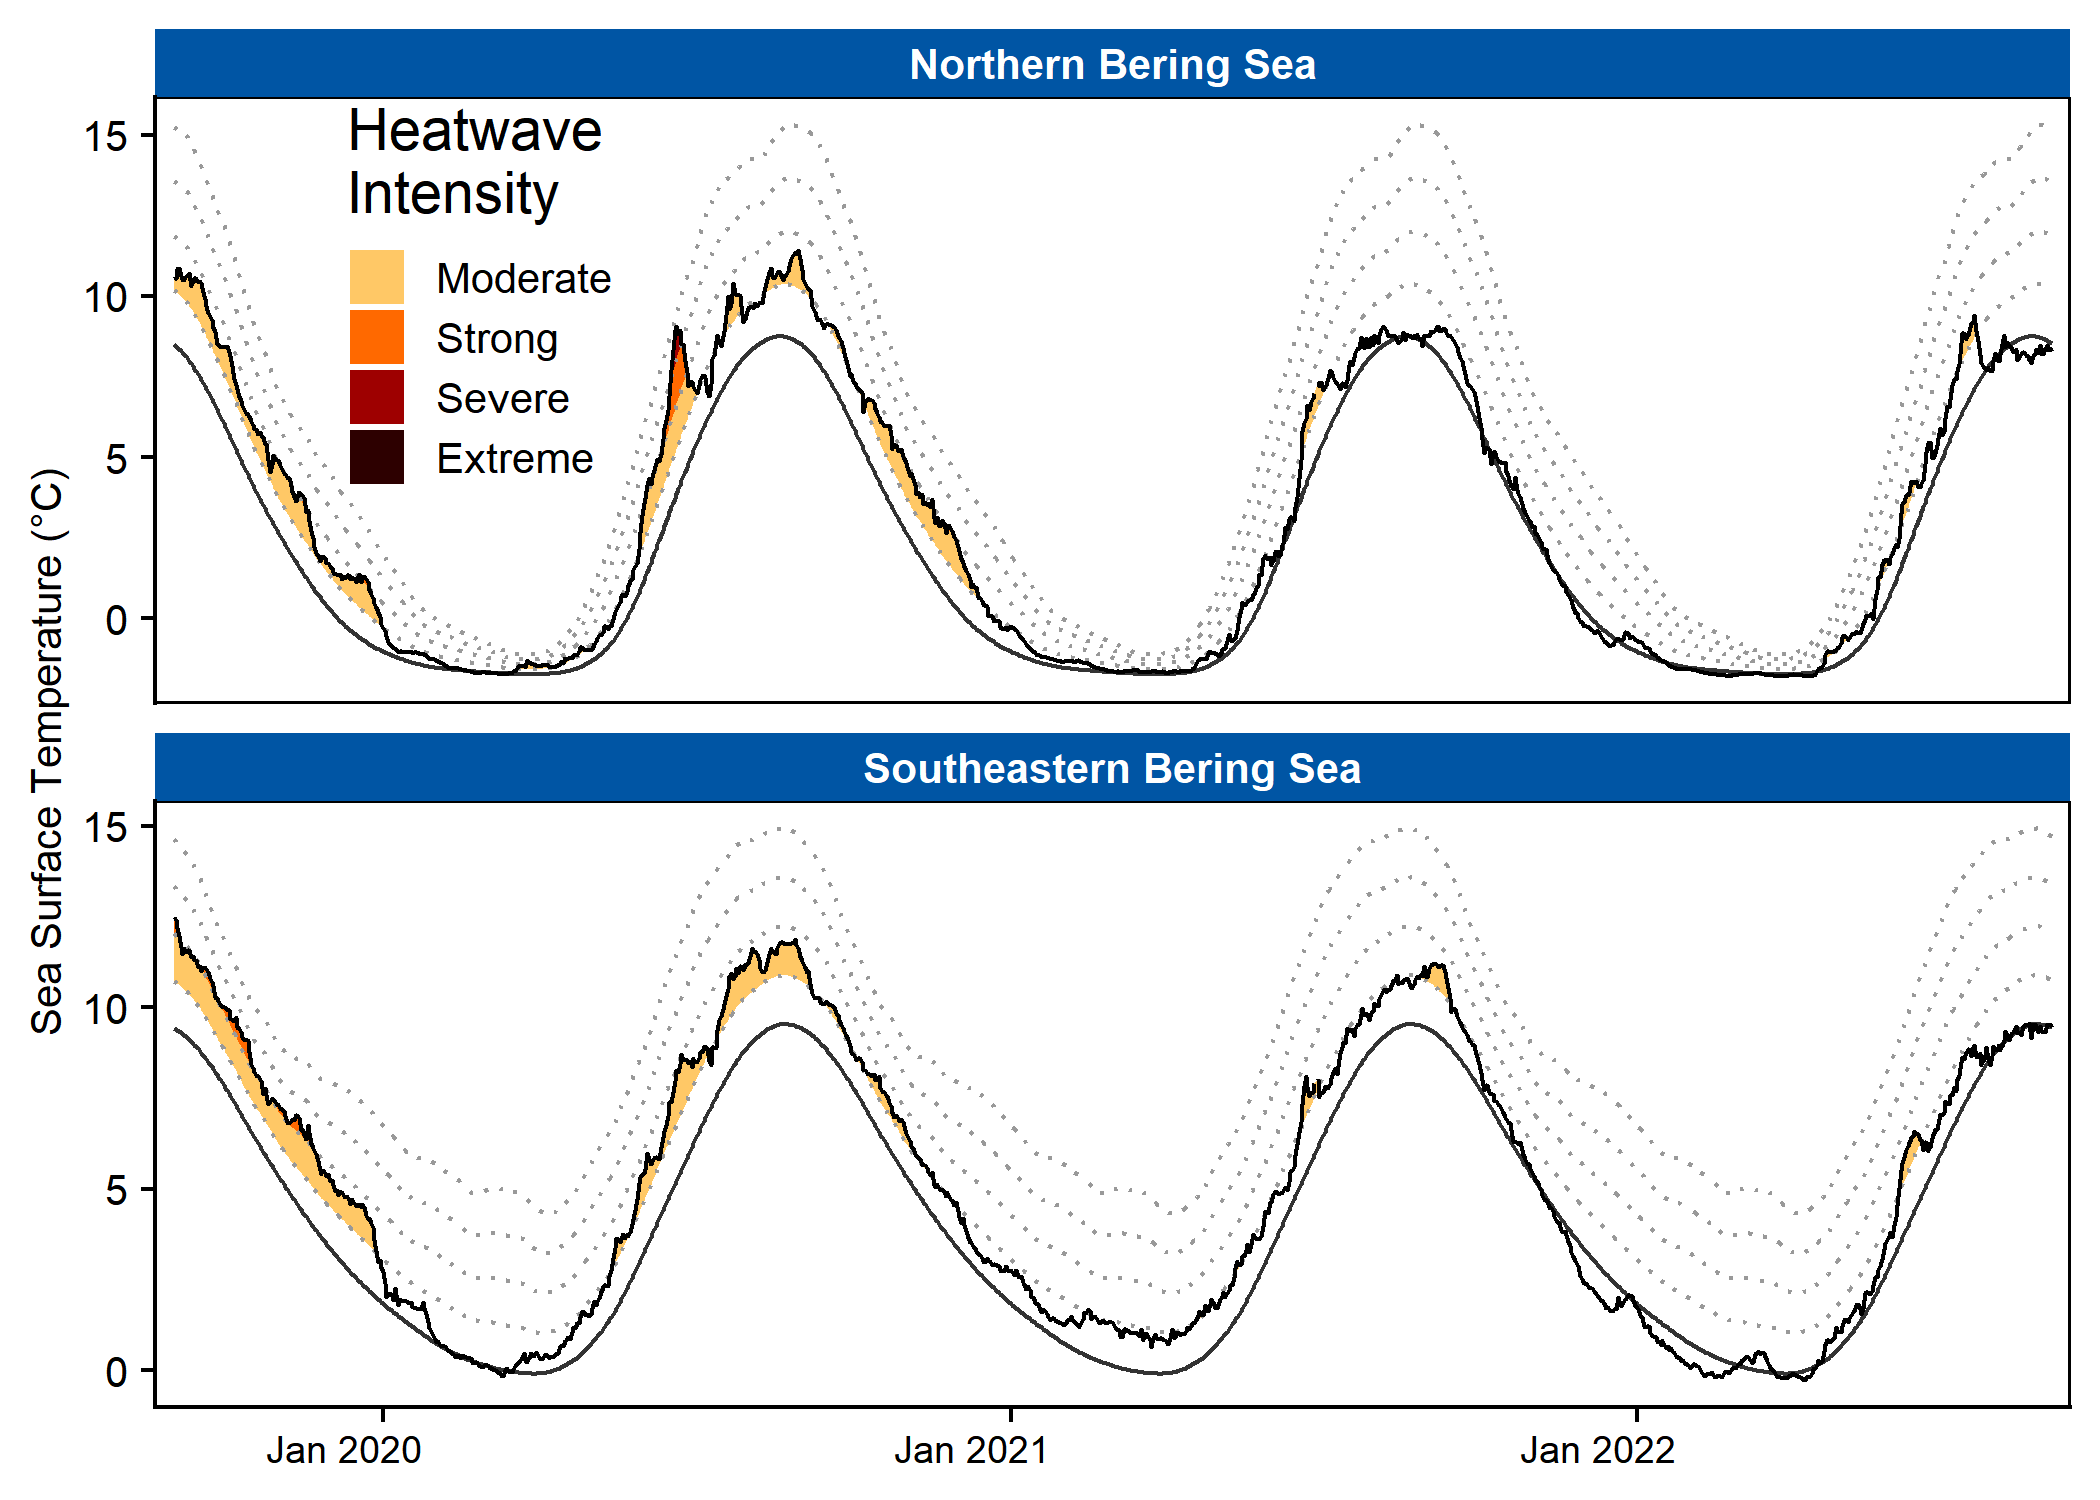 Northern Bering Sea
Heatwave
Intensity
Moderate
Strong
Severe
Extreme
15
10
5
0
Sea Surface Temperature (°C)
Southeastern Bering Sea
15
10
5
0
Jan 2020
Jan 2021
Jan 2022